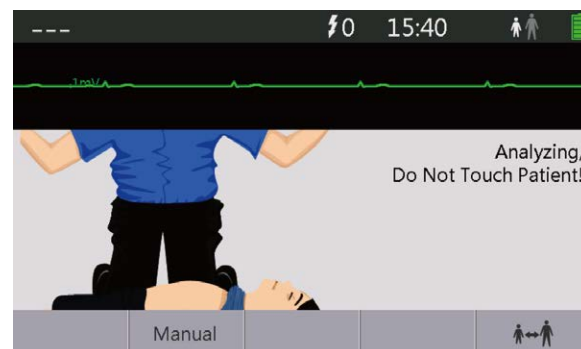 --- 0 15:40
1mV
Analyzing,
Do Not Touch Patient!
Manual